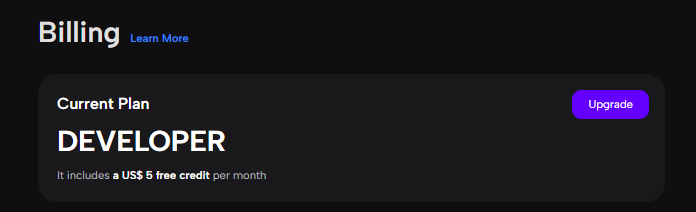 Billing Learn More
Current Plan
Upgrade
DEVELOPER
It includes a US$ 5 free credit per month